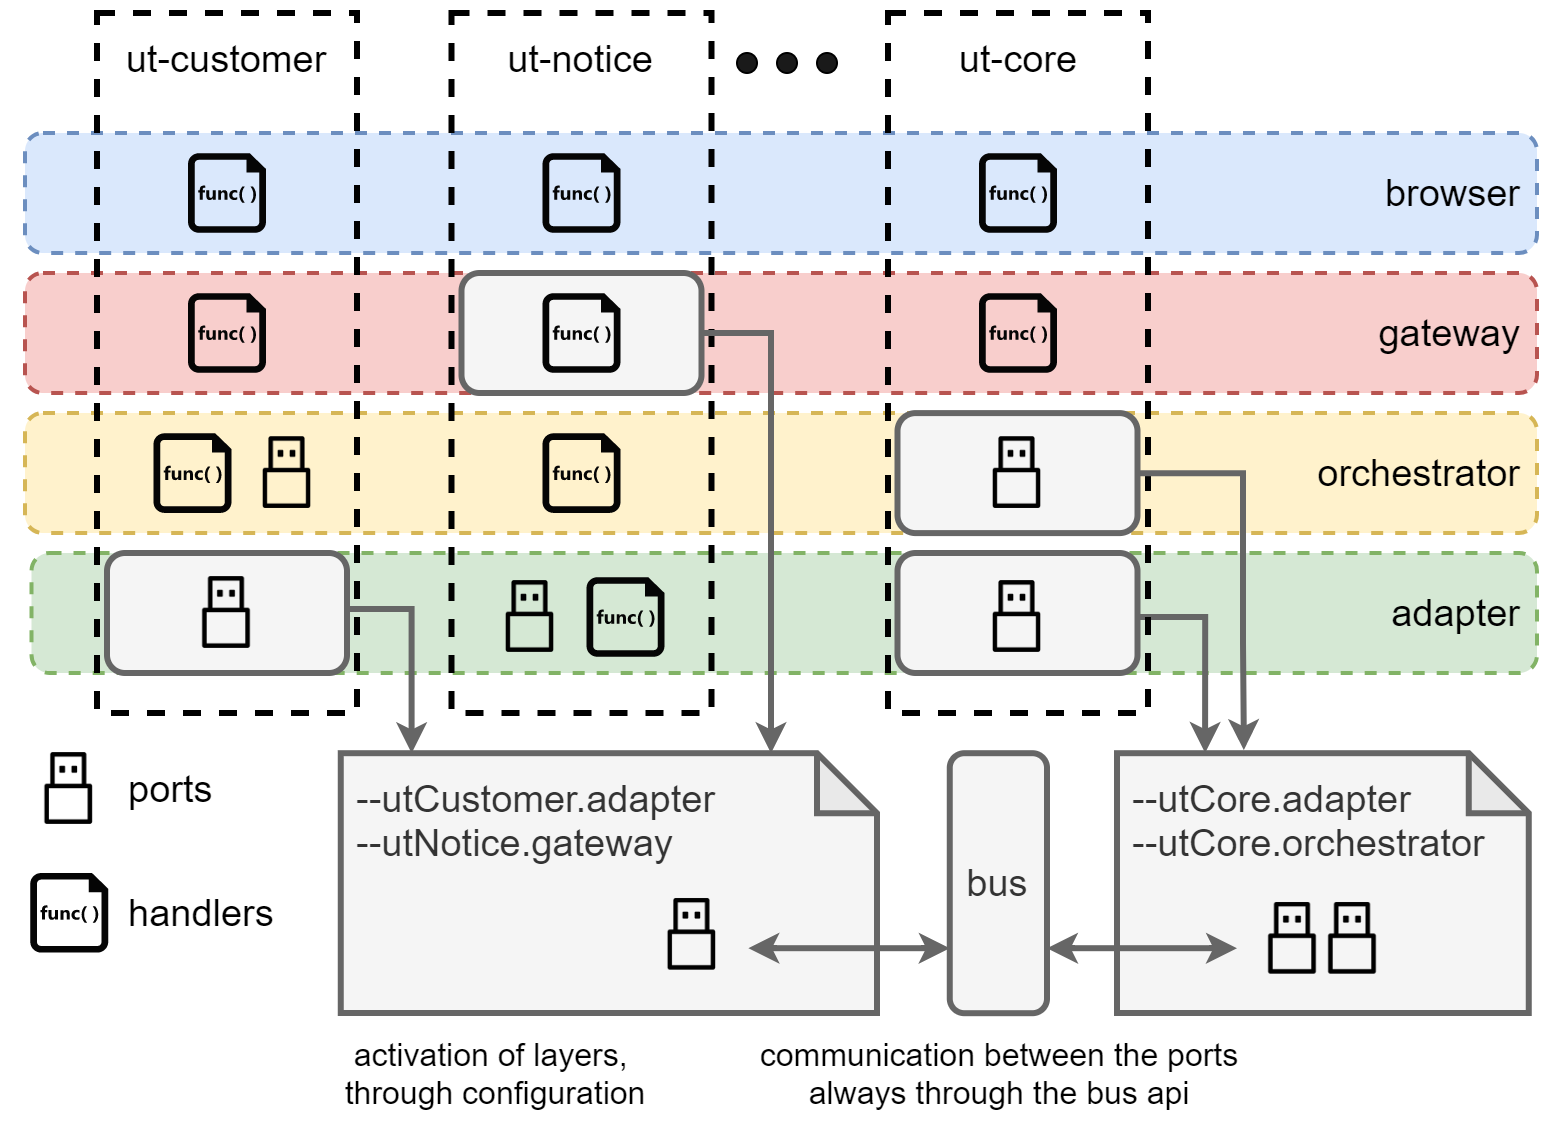 ut-customer
ut-notice
ut-core
func( )
func( )
func( )
browser
func( )
func( )
func( )
gateway
func( )
func( )
orchestrator
func( )
adapter
ports
func( )
handlers
--utCustomer.adapter
--utNotice.gateway
bus
--utCore.adapter
--utCore.orchestrator
activation of layers,
through configuration
communication between the ports
always through the bus api